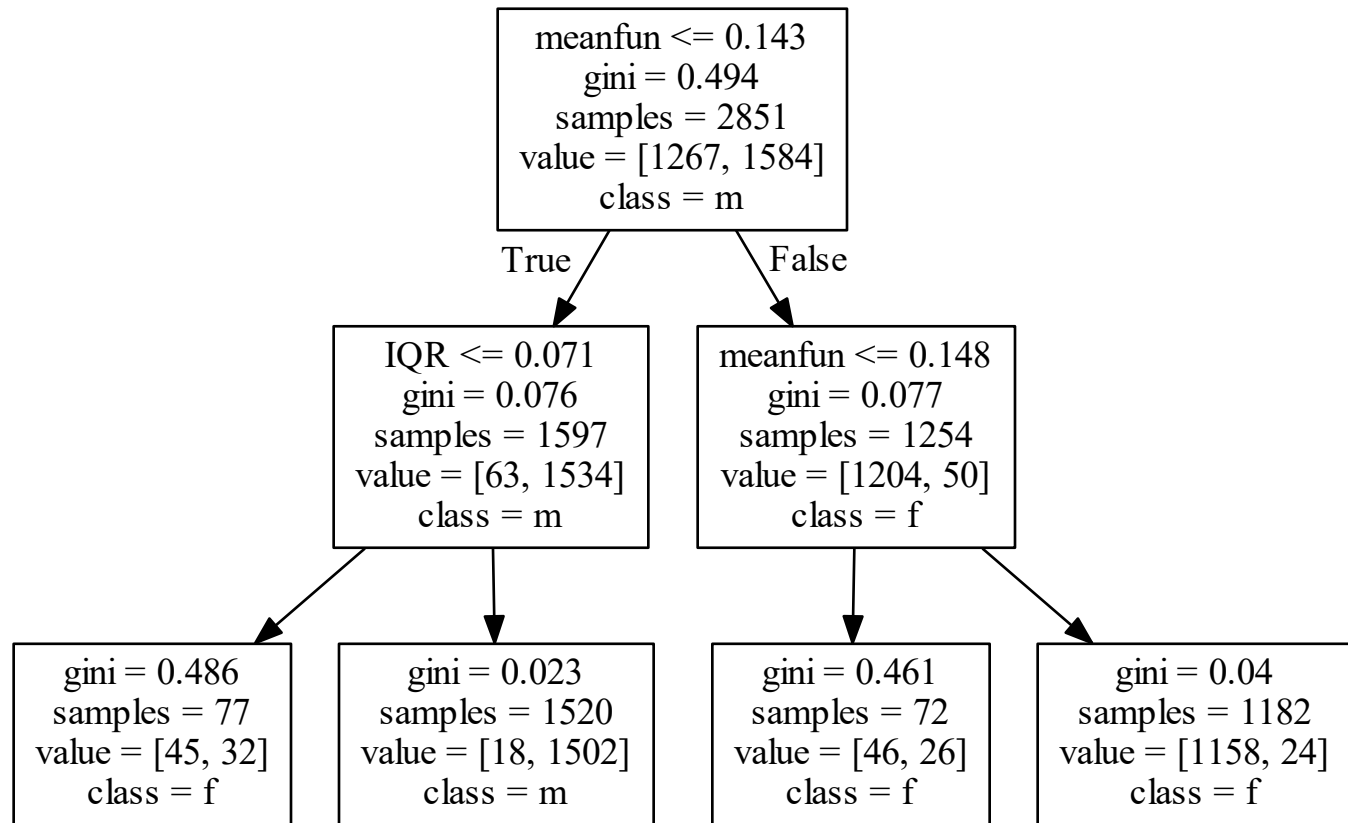 meanfun <= 0.143
gini = 0.494
samples = 2851
value = [1267, 1584]
class = m
True
False
IQR <= 0.071
gini = 0.076
samples = 1597
value = [63, 1534]
class = m
meanfun <= 0.148
gini = 0.077
samples = 1254
value = [1204, 50]
class = f
gini = 0.486
samples = 77
value = [45, 32]
class = f
gini = 0.023
samples = 1520
value = [18, 1502]
class = m
gini = 0.461
samples = 72
value = [46, 26]
class = f
gini = 0.04
samples = 1182
value = [1158, 24]
class = f